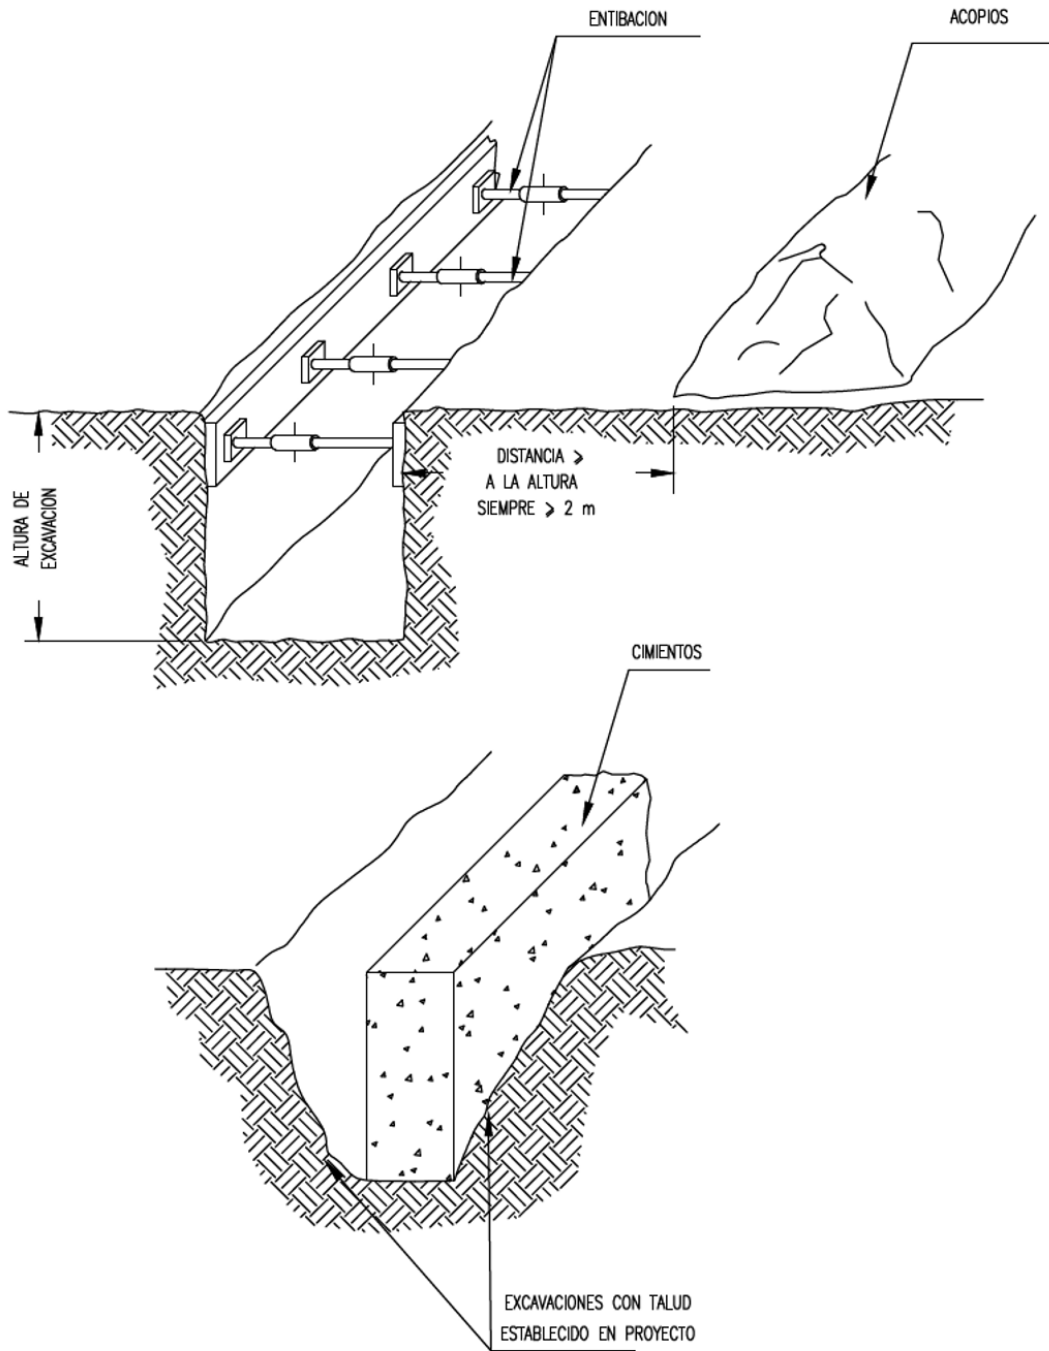 ENTIBACION
ACOPIOS
DISTANCIA ⩾
A LA ALTURA
SIEMPRE ⩾ 2 m
ALTURA DE
EXCAVACION
CIMIENTOS
EXCAVACIONES CON TALUD
ESTABLECIDO EN PROYECTO